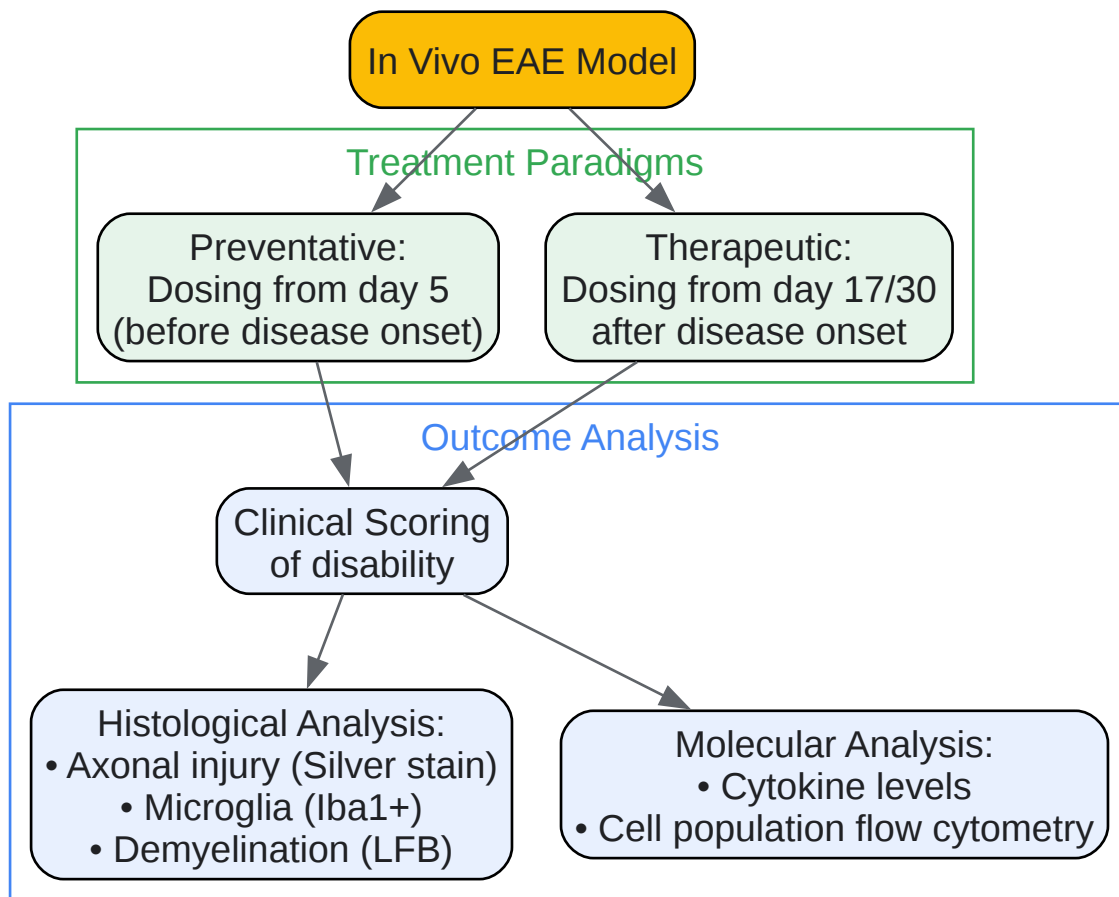 In Vivo EAE Model
Treatment Paradigms
Preventative:
Dosing from day 5
(before disease onset)
Therapeutic:
Dosing from day 17/30
after disease onset
Outcome Analysis
Clinical Scoring
of disability
Histological Analysis:
• Axonal injury (Silver stain)
• Microglia (Iba1+)
• Demyelination (LFB)
Molecular Analysis:
• Cytokine levels
• Cell population flow cytometry